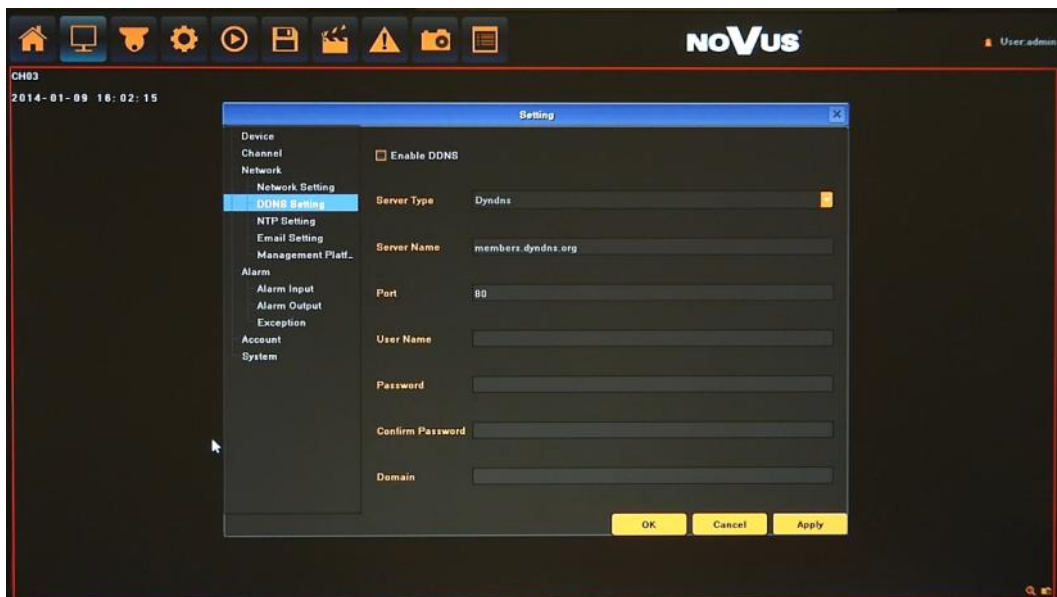 NOVUS
User:admin
CH03
2014-01-09 16:02:15
Setting
Device
Channel
Network
Network Setting
DDNS Setting
NTP Setting
Email Setting
Management Platf_
Alarm
Alarm Input
Alarm Output
Exception
Account
System
Enable DDNS
Server Type Dyndns
Server Name members.dyndns.org
Port 80
User Name
Password
Confirm Password
Domain
OK Cancel Apply